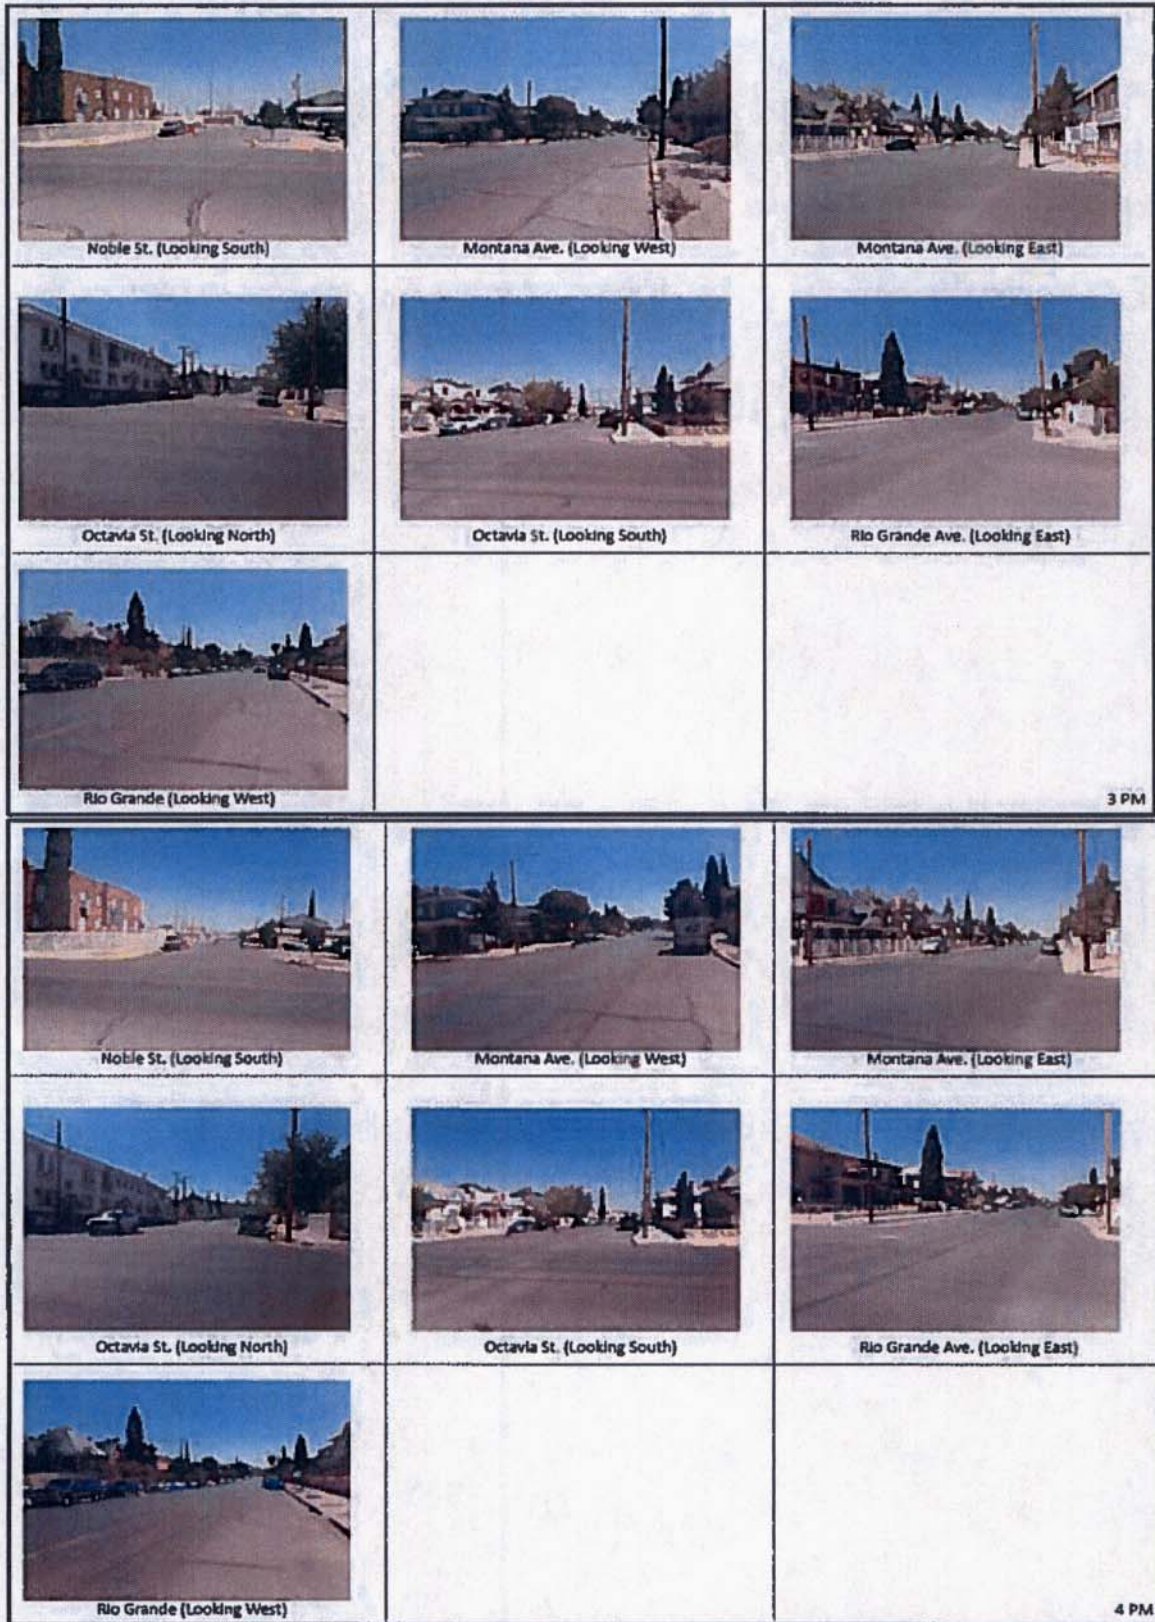 Noble St. (Looking South)
Montana Ave. (Looking West)
Montana Ave. (Looking East)
Octavia St. (Looking North)
Octavia St. (Looking South)
Rio Grande Ave. (Looking East)
Rio Grande (Looking West)
3 PM
Noble St. (Looking South)
Montana Ave. (Looking West)
Montana Ave. (Looking East)
Octavia St. (Looking North)
Octavia St. (Looking South)
Rio Grande Ave. (Looking East)
Rio Grande (Looking West)
4 PM